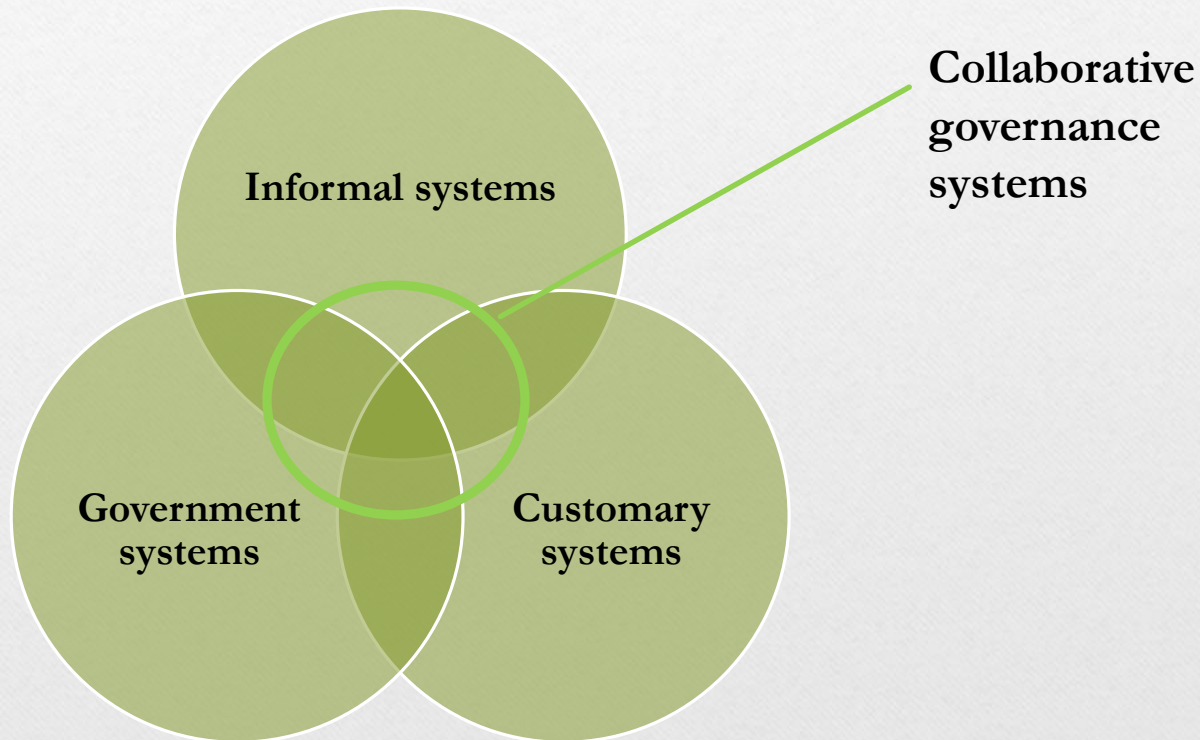 Collaborative
governance
systems
Informal systems
Government
systems
Customary
systems